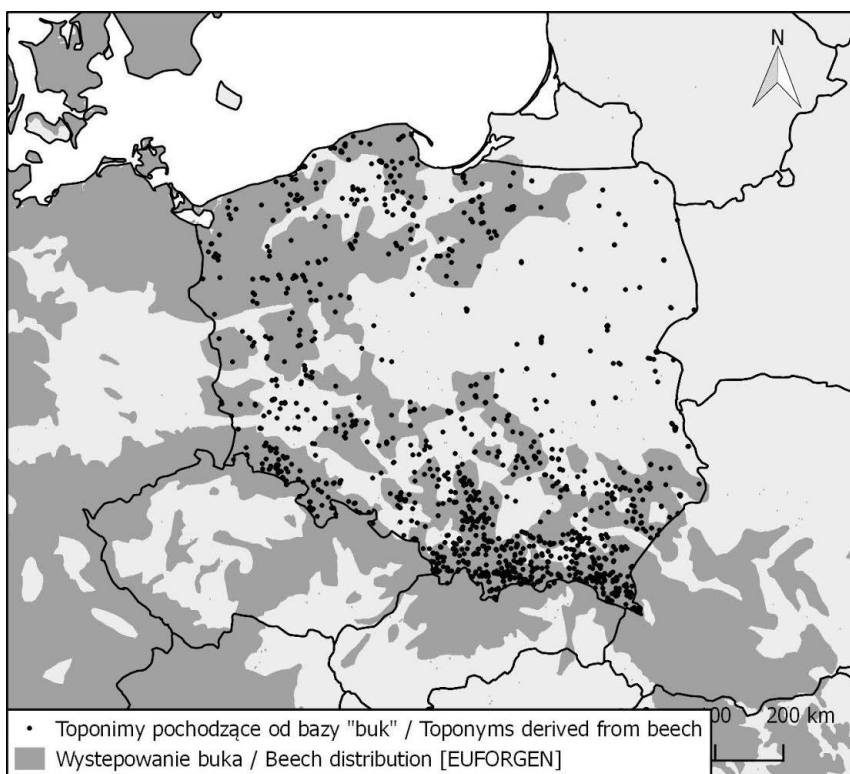 N
00 200 km
• Toponimy pochodzące od bazy "buk" / Toponyms derived from beech
Wystepowanie buka / Beech distribution [EUFORGEN]